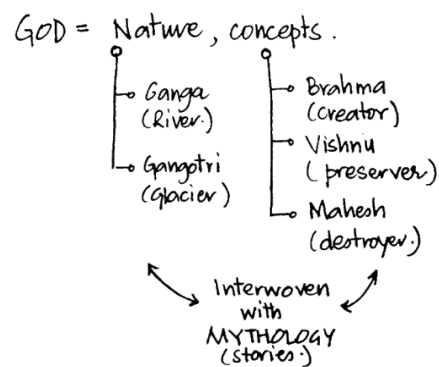 GOD = Nature, concepts.
Ganga
(River.)
Gangotri
(Glacier)
Brahma
(creator)
Vishnu
(preserver)
Mahesh
(destroyer.)
Interwoven
with
MYTHOLOGY
(stories.)